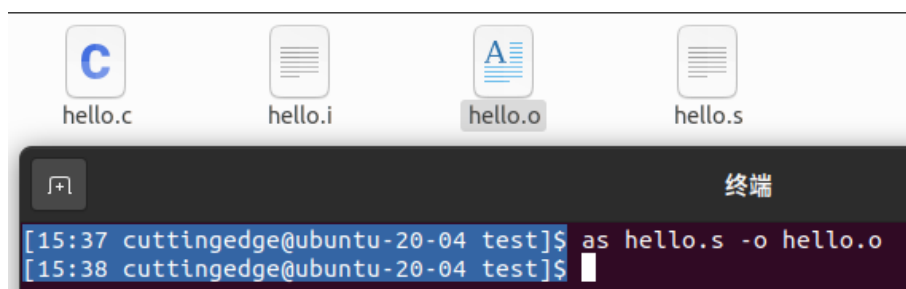 hello.c
hello.i
hello.o
hello.s
终端
[15:37 cuttingedge@ubuntu-20-04 test]$ as hello.s -o hello.o
[15:38 cuttingedge@ubuntu-20-04 test]$